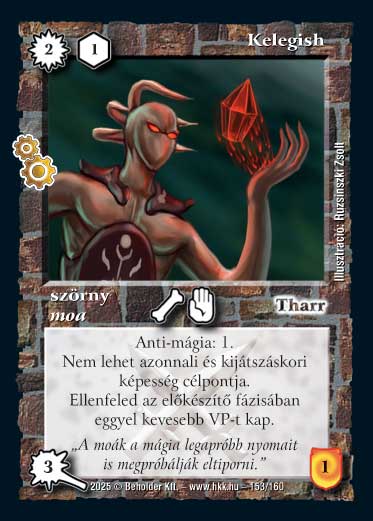 2 1 Kelegish
Illusztráció: Ruzsinszki Zsolt
szörny
moa
Tharr
Anti-mágia: 1.
Nem lehet azonnali és kijátszáskori
képesség célpontja.
Ellenfeled az előkészítő fázisában
eggyel kevesebb VP-t kap.
„A moák a mágia legapróbb nyomait
is megpróbálják eltiporni.”
3 1
2025 © Beholder Kft. – www.hkk.hu – 153/160